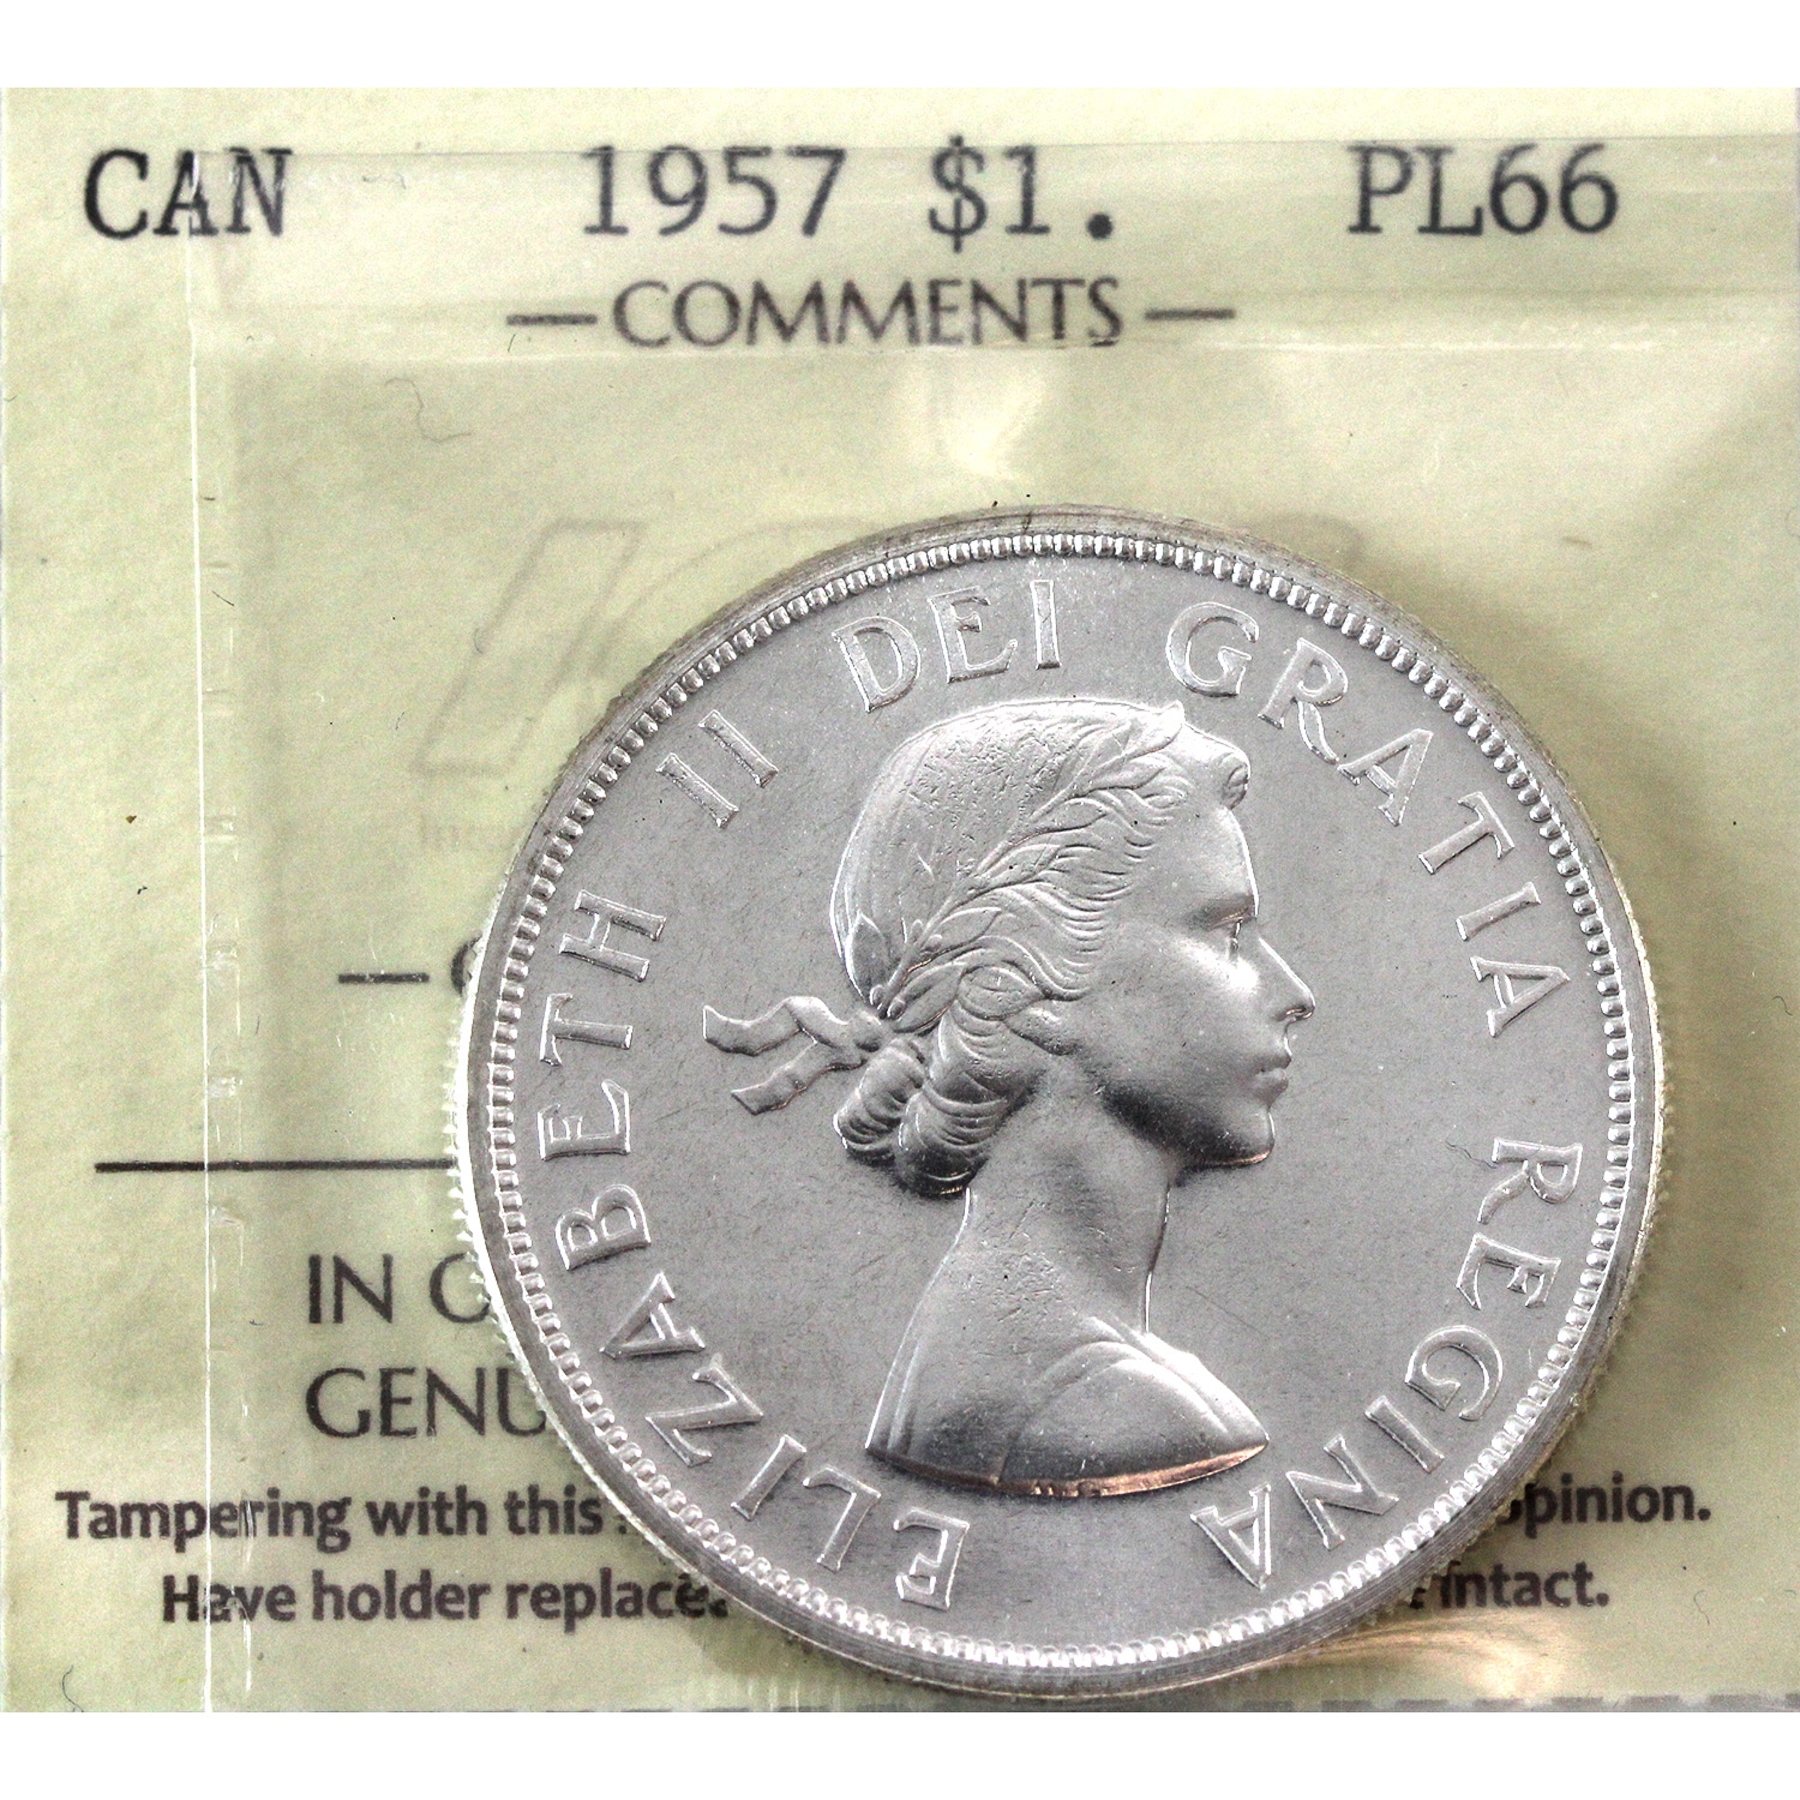 CAN 1957 $1. PL66
—COMMENTS—
ELIZABETH II DEI GRATIA REGINA
IN
GENU
Tampering with this opinion.
Have holder replace intact.